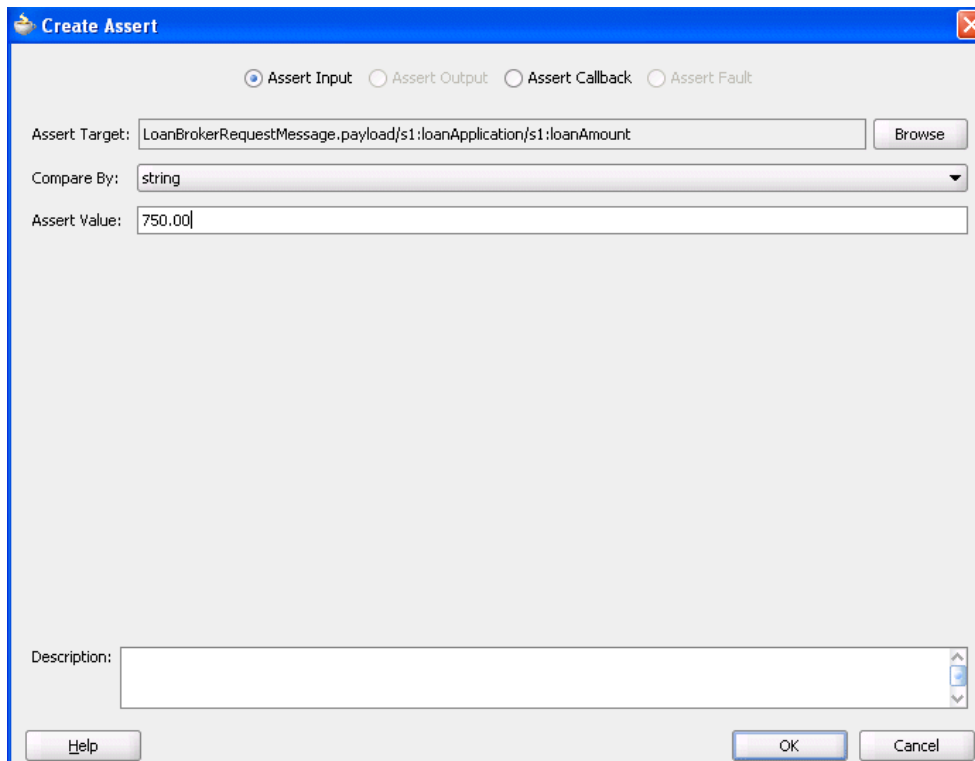 Create Assert
Assert Input Assert Output Assert Callback Assert Fault
Assert Target: LoanBrokerRequestMessage.payload/s1:loanApplication/s1:loanAmount Browse
Compare By: string
Assert Value: 750.00
Description:
Help OK Cancel